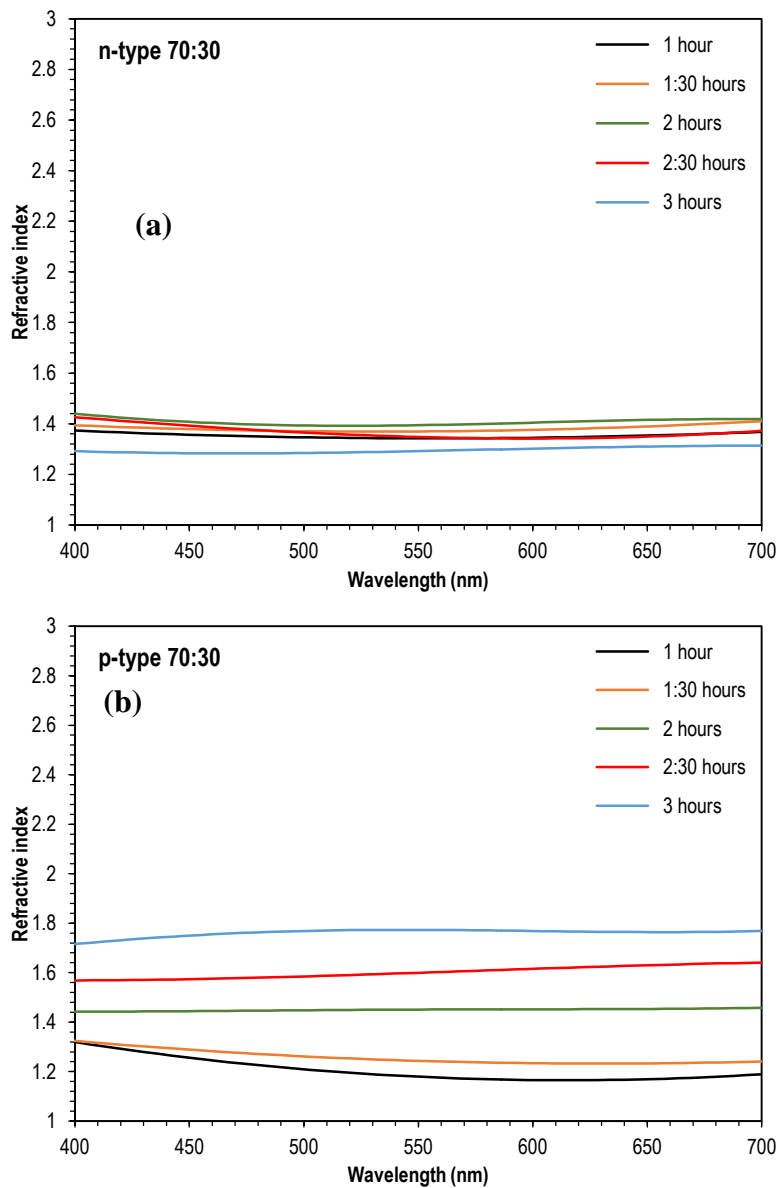 n-type 70:30
(a)
1 hour
1:30 hours
2 hours
2:30 hours
3 hours
Refractive index
3
2.8
2.6
2.4
2.2
2
1.8
1.6
1.4
1.2
1
400 450 500 550 600 650 700
Wavelength (nm)
p-type 70:30
(b)
1 hour
1:30 hours
2 hours
2:30 hours
3 hours
Refractive index
3
2.8
2.6
2.4
2.2
2
1.8
1.6
1.4
1.2
1
400 450 500 550 600 650 700
Wavelength (nm)